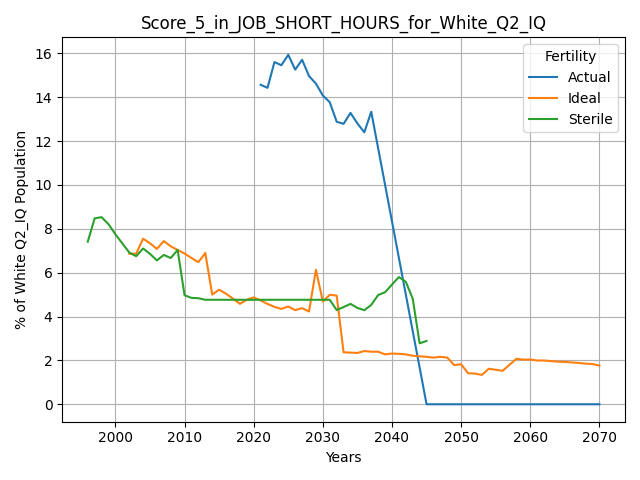 Score_5_in_JOB_SHORT_HOURS_for_White_Q2_IQ
% of White Q2_IQ Population
16
14
12
10
8
6
4
2
0
Fertility
Actual
Ideal
Sterile
2000 2010 2020 2030 2040 2050 2060 2070
Years